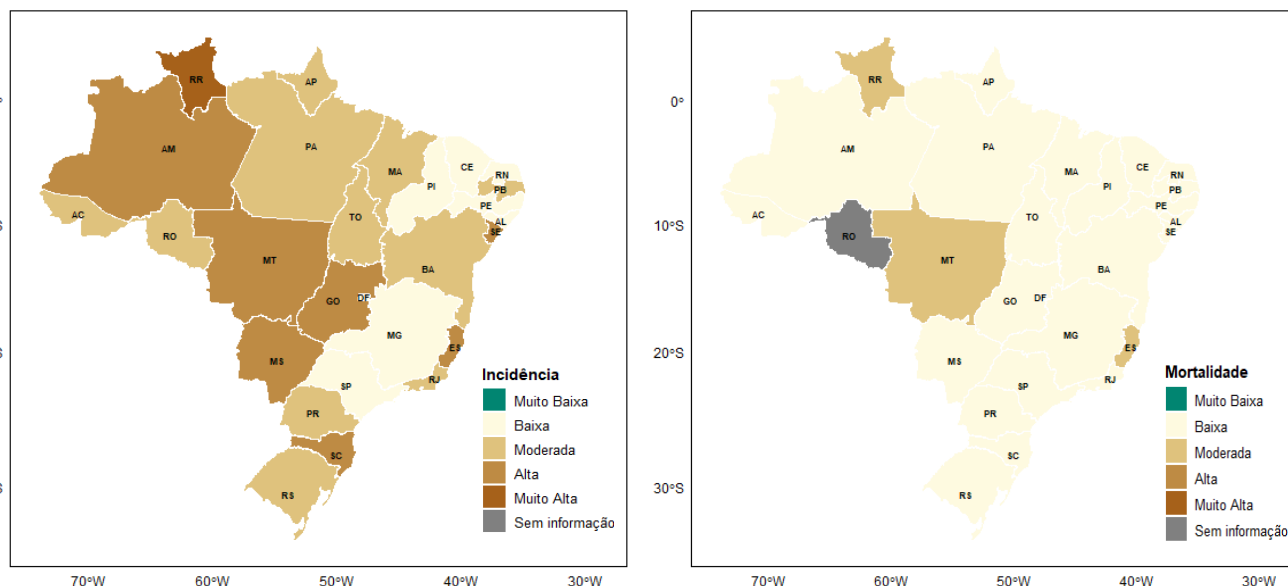 RR
AP
0°
AM
PA
MA
CE
RN
PI
PB
PE
AC
TO
AL
RO
SE
MT
BA
GO
DF
MG
MS
ES
SP
RJ
PR
SC
RS
Incidência
Muito Baixa
Baixa
Moderada
Alta
Muito Alta
Sem informação
70°W
60°W
50°W
40°W
30°W
RR
AP
0°
AM
PA
MA
CE
RN
PI
PB
PE
AC
TO
AL
10°S
RO
SE
MT
BA
GO
DF
MG
20°S
MS
ES
SP
RJ
PR
SC
30°S
RS
Mortalidade
Muito Baixa
Baixa
Moderada
Alta
Muito Alta
Sem informação
70°W
60°W
50°W
40°W
30°W